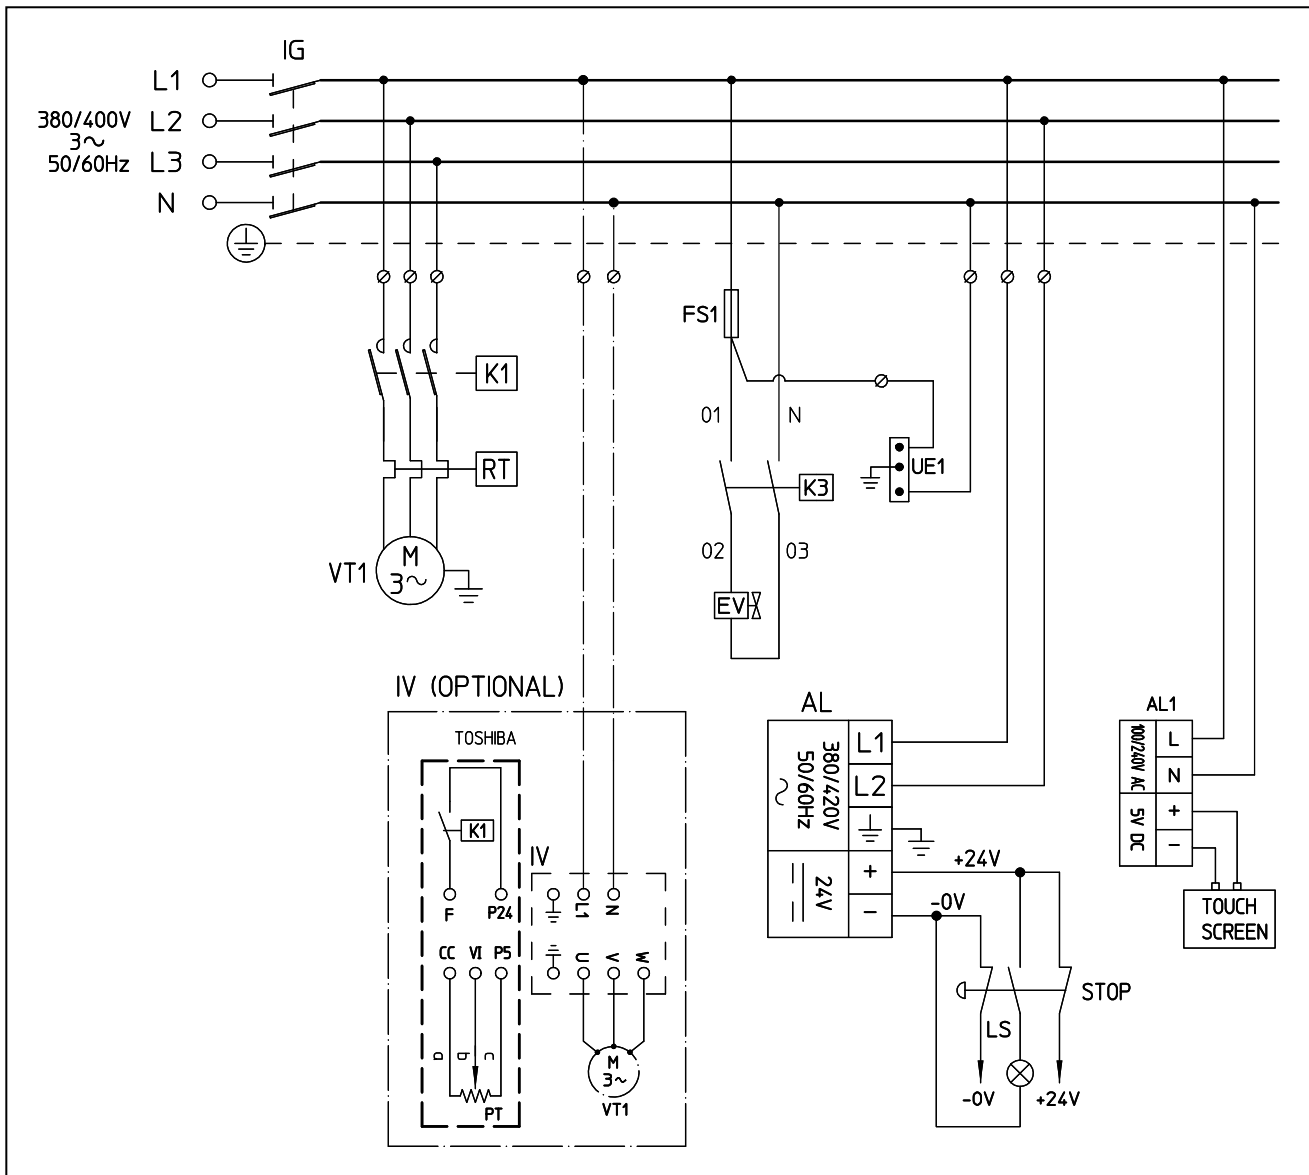 IG
L1
380/400V
L2
3~
50/60Hz
L3
N
FS1
K1
01
N
RT
UE1
K3
M
3~
VT1
02
03
EV
IV (OPTIONAL)
AL
AL1
TOSHIBA
380/420V
50/60Hz
~
L1
L2
100/240V AC
L
N
K1
5V DC
+
-
IV
24V
+
-
+24V
-0V
F
P24
L1
N
TOUCH
SCREEN
CC
VI
P5
U
V
W
STOP
LS
a
b
c
M
3~
VT1
PT
-0V
+24V